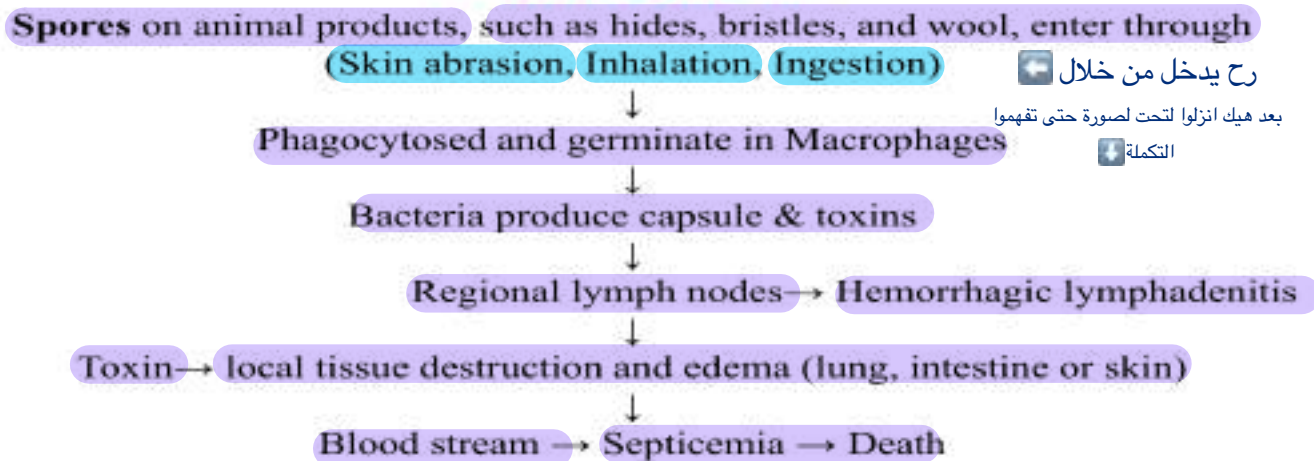 Spores on animal products, such as hides, bristles, and wool, enter through
(Skin abrasion, Inhalation, Ingestion)
رح يدخل من خلال ⬅️
بعد هيك انزلوا لتحت لصورة حتى تفهموا
التكملة⬇️
↓
Phagocytosed and germinate in Macrophages
↓
Bacteria produce capsule & toxins
↓
Regional lymph nodes → Hemorrhagic lymphadenitis
↓
Toxin → local tissue destruction and edema (lung, intestine or skin)
↓
Blood stream → Septicemia → Death